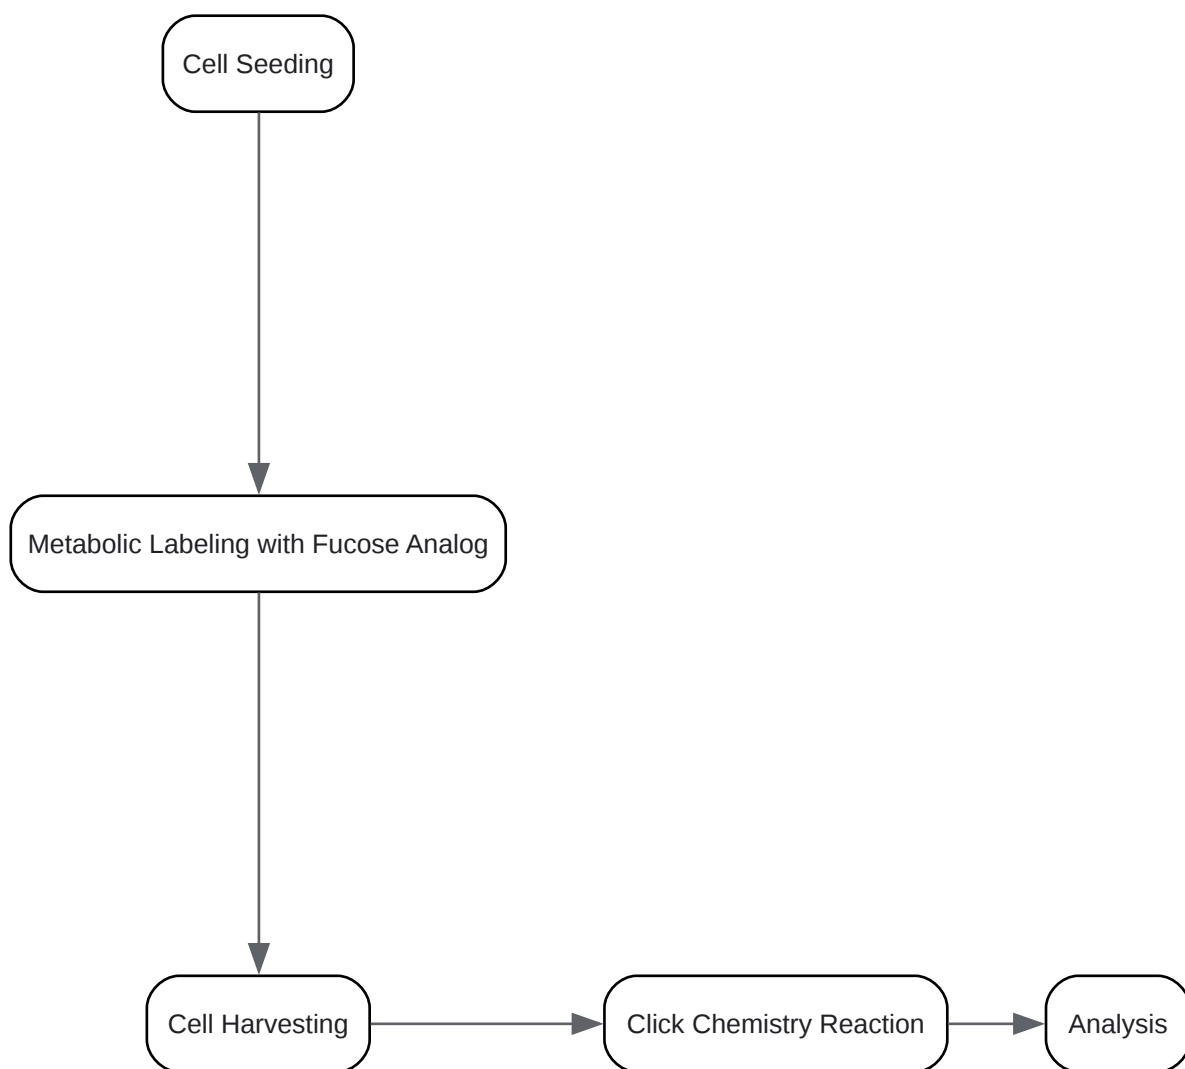 Cell Seeding
Metabolic Labeling with Fucose Analog
Cell Harvesting
Click Chemistry Reaction
Analysis